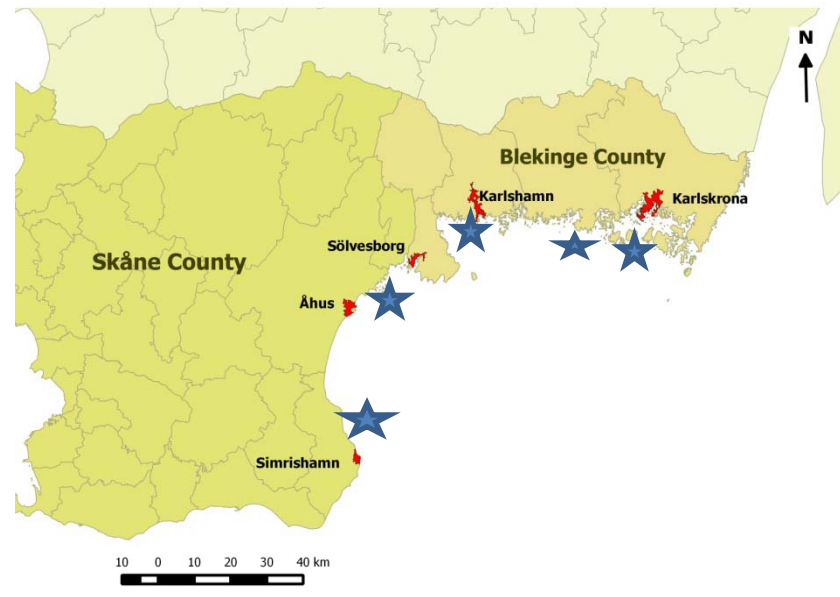 N
Blekinge County
Karlshamn
Karlskrona
Sölvesborg
Skåne County
Åhus
Simrishamn
10 0 10 20 30 40 km